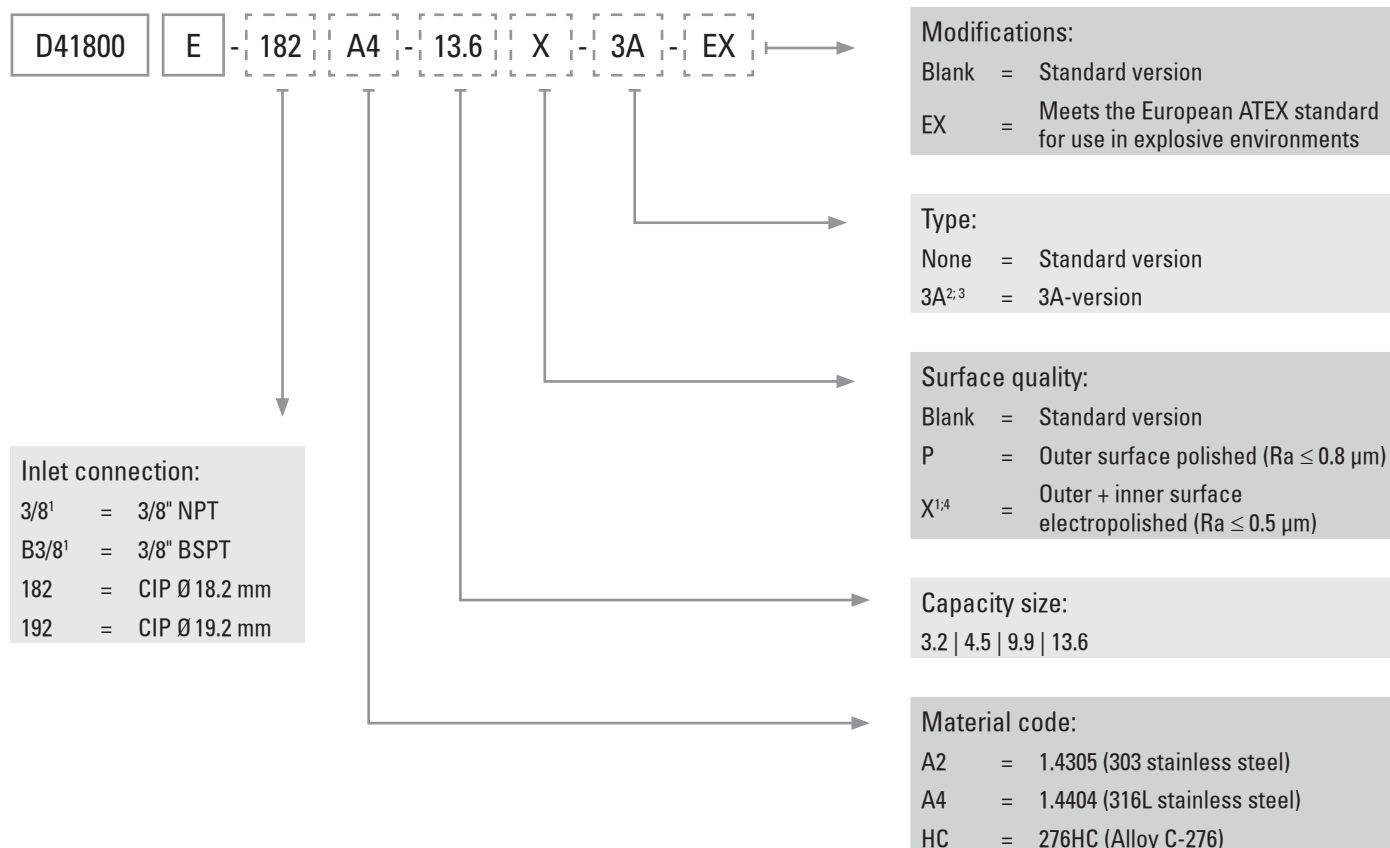 D41800 E - 182 A4 - 13.6 X - 3A - EX
Modifications:
Blank = Standard version
EX = Meets the European ATEX standard
for use in explosive environments
Type:
None = Standard version
3A²; ³ = 3A-version
Surface quality:
Blank = Standard version
P = Outer surface polished (Ra ≤ 0.8 µm)
X¹;⁴ = Outer + inner surface
electropolished (Ra ≤ 0.5 µm)
Inlet connection:
3/8¹ = 3/8" NPT
B3/8¹ = 3/8" BSPT
182 = CIP Ø 18.2 mm
192 = CIP Ø 19.2 mm
Capacity size:
3.2 | 4.5 | 9.9 | 13.6
Material code:
A2 = 1.4305 (303 stainless steel)
A4 = 1.4404 (316L stainless steel)
HC = 276HC (Alloy C-276)